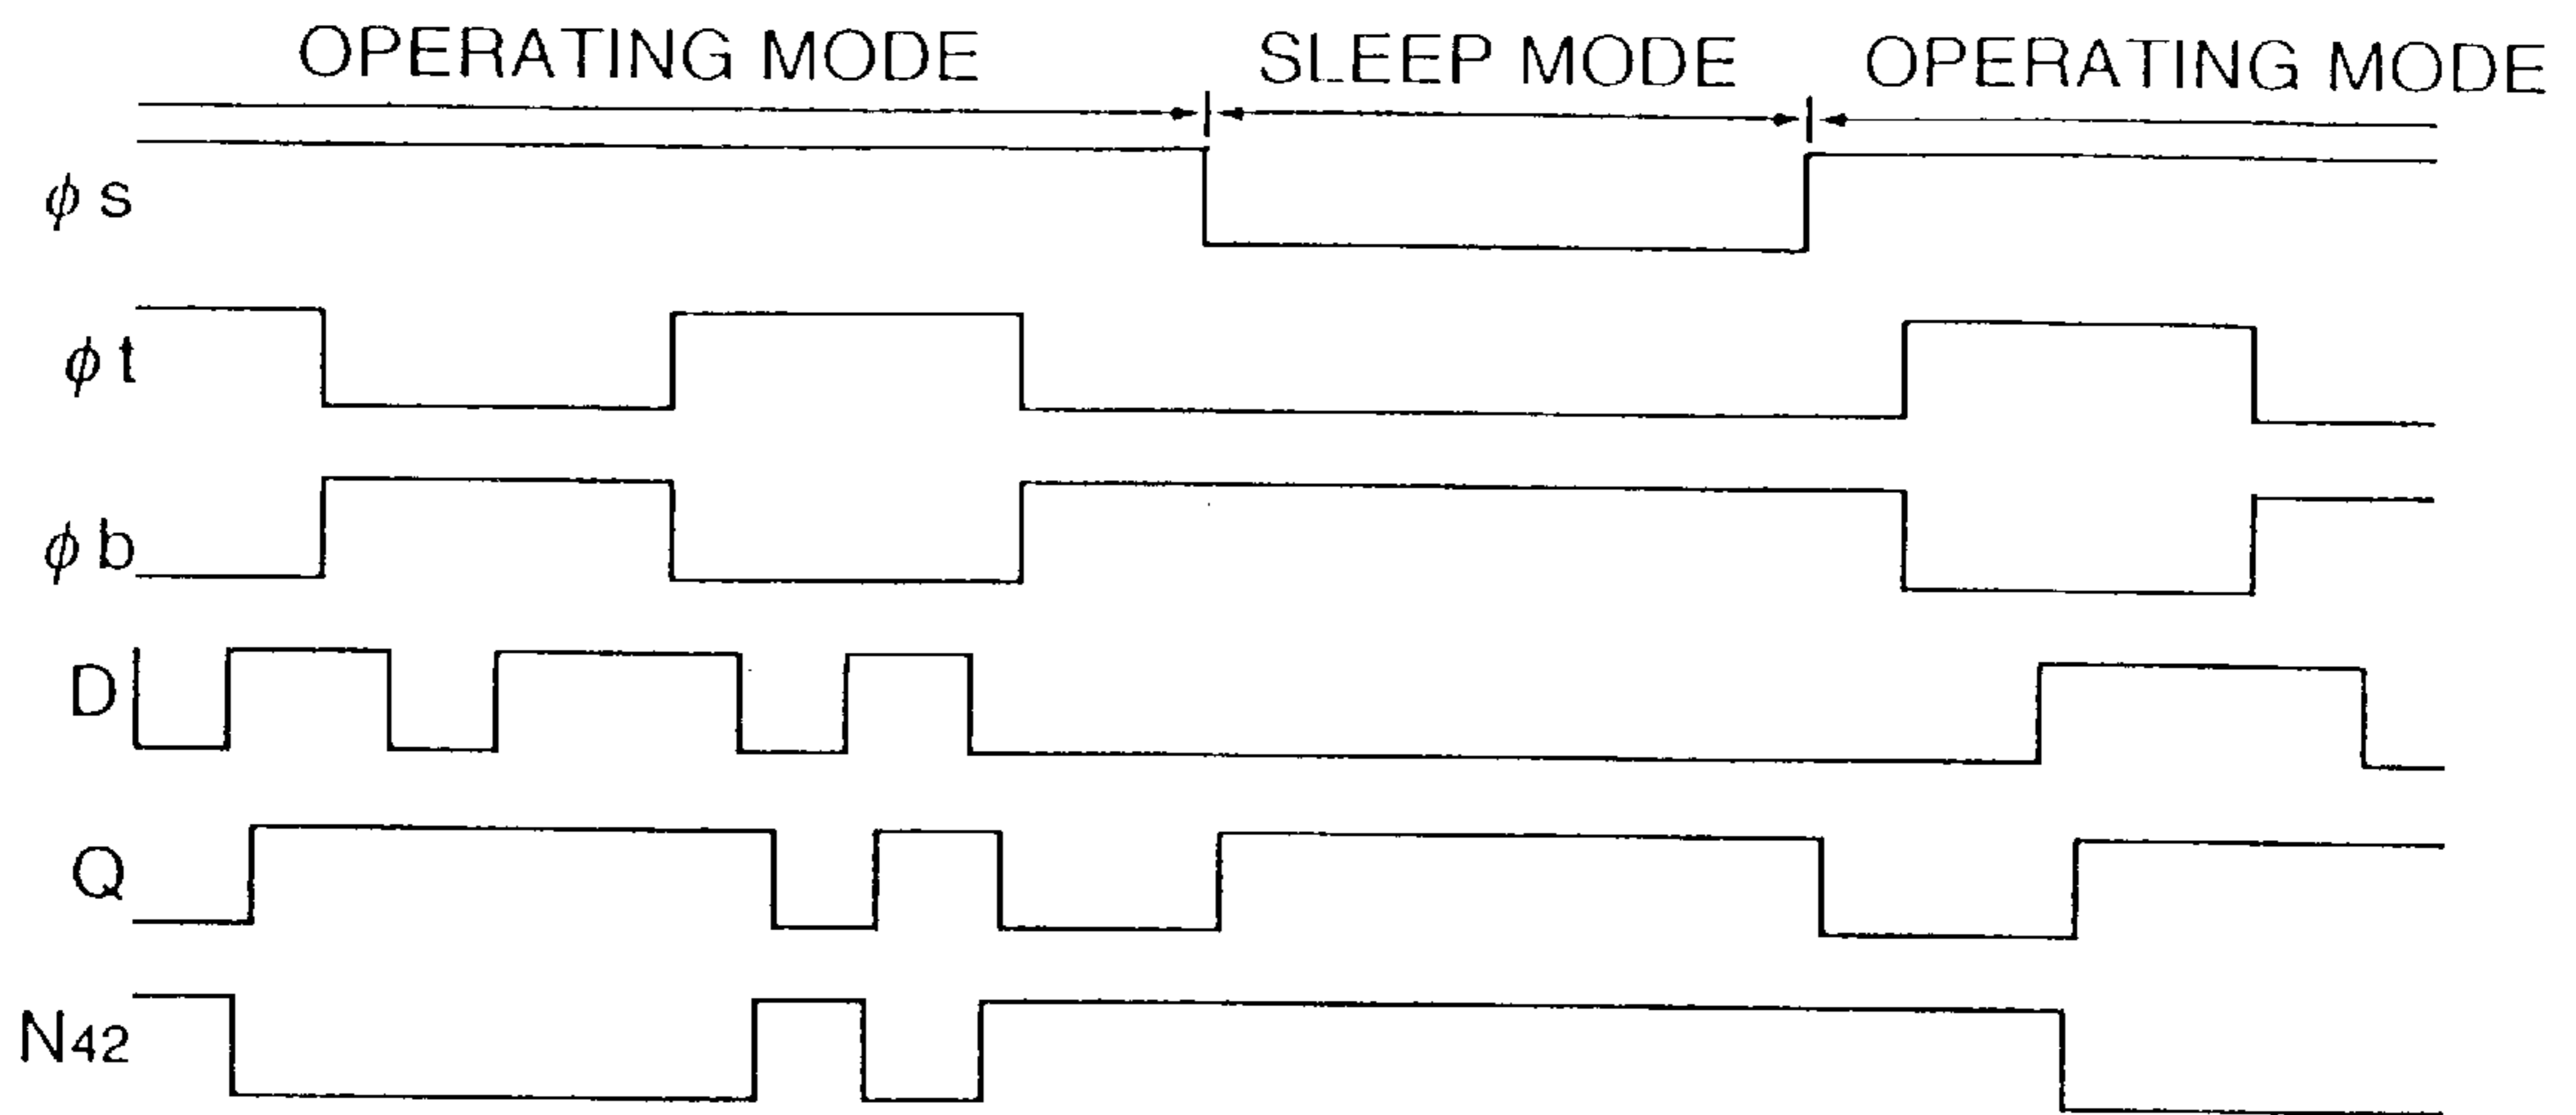 OPERATING MODE SLEEP MODE OPERATING MODE
ϕ s
ϕ t
ϕ b
D
Q
N42